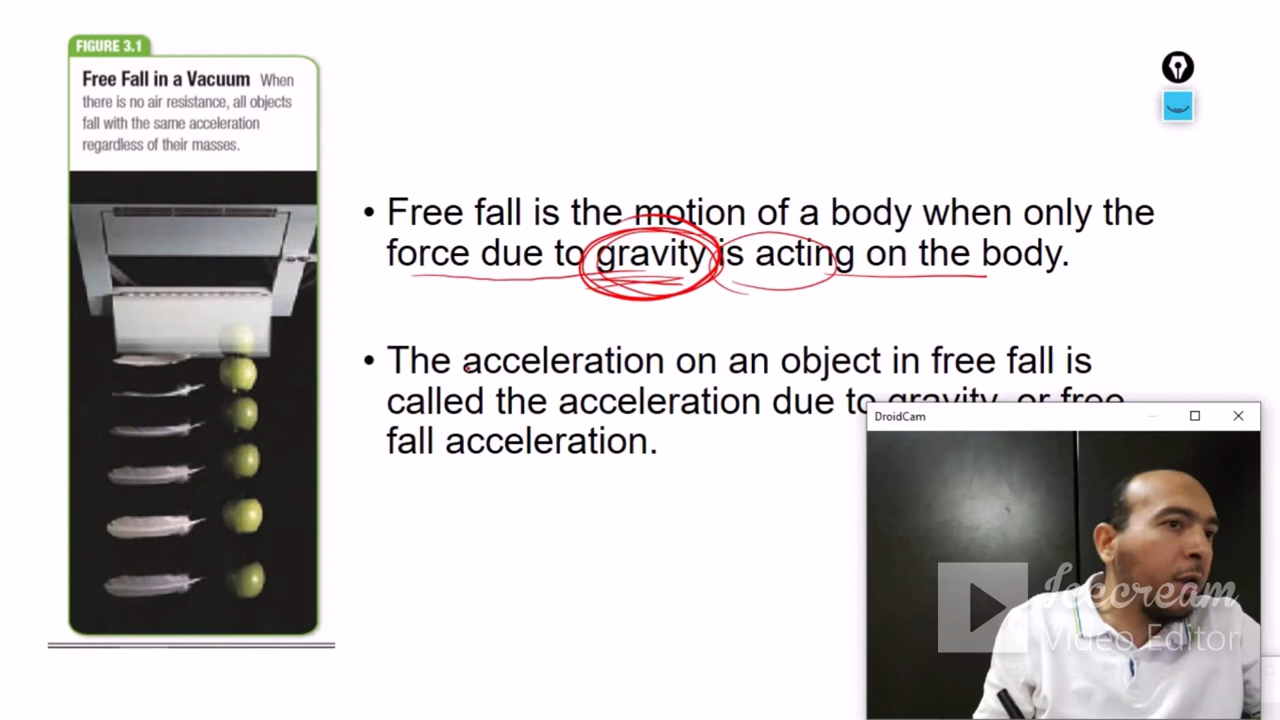 FIGURE 3.1
Free Fall in a Vacuum When
there is no air resistance, all objects
fall with the same acceleration
regardless of their masses.
• Free fall is the motion of a body when only the
force due to gravity is acting on the body.
• The acceleration on an object in free fall is
called the acceleration due to gravity, or free
fall acceleration.
DroidCam
Icecream
Video Editor